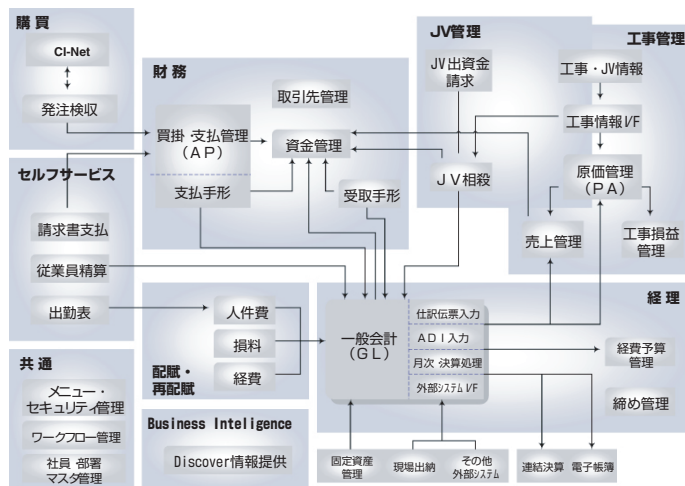 購買
CI-Net
発注検収
セルフサービス
請求書支払
従業員精算
出勤表
共通
メニュー・
セキュリティ管理
ワークフロー管理
社員・部署
マスタ管理
財務
取引先管理
買掛・支払管理
(AP)
支払手形
資金管理
受取手形
JV管理
JV出資金
請求
JV相殺
工事管理
工事・JV情報
工事情報I/F
原価管理
(PA)
売上管理
工事損益
管理
人件費
損料
経費
配賦・
再配賦
Business Inteligence
Discover情報提供
経理
一般会計
(GL)
仕訳伝票入力
ADI入力
月次・決算処理
外部システムI/F
経費予算
管理
締め管理
固定資産
管理
現場出納
その他
外部システム
連結決算
電子帳簿